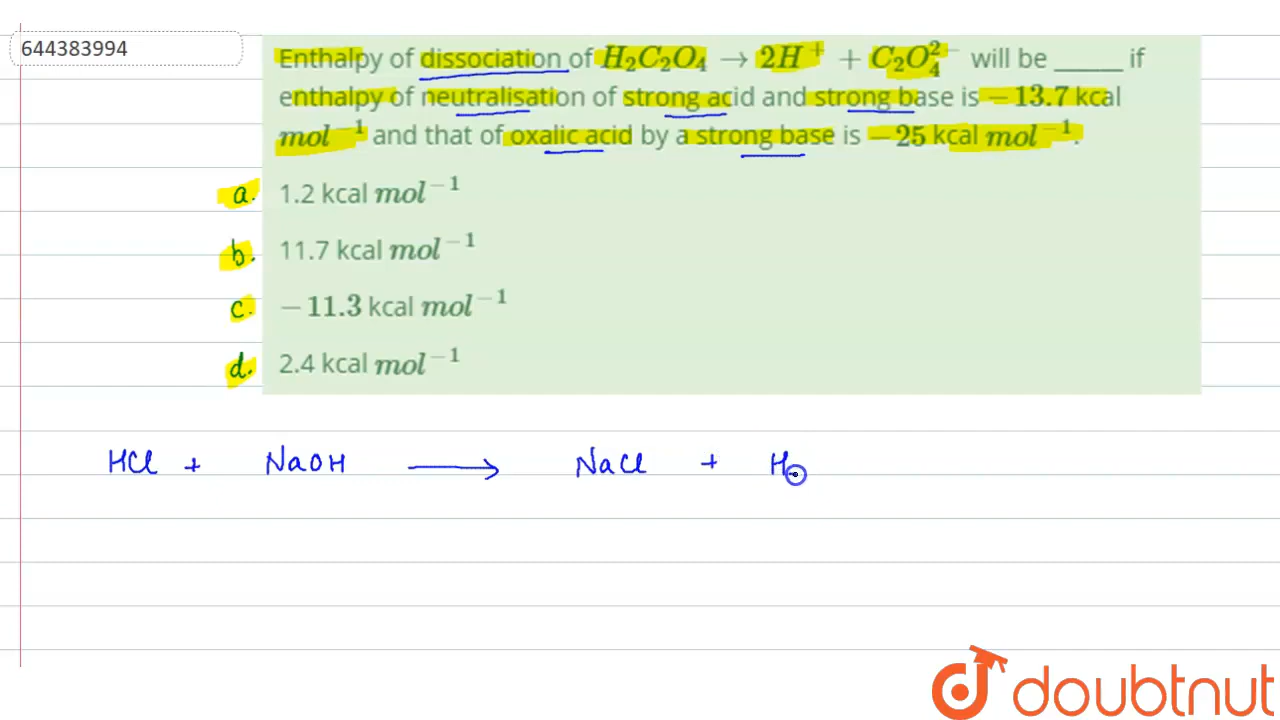 644383994
Enthalpy of dissociation of H₂C₂O₄ → 2H⁺ + C₂O₄²⁻ will be _____ if
enthalpy of neutralisation of strong acid and strong base is −13.7 kcal
mol⁻¹ and that of oxalic acid by a strong base is −25 kcal mol⁻¹.
a. 1.2 kcal mol⁻¹
b. 11.7 kcal mol⁻¹
c. −11.3 kcal mol⁻¹
d. 2.4 kcal mol⁻¹
HCl + NaOH ⟶ NaCl + H
doubtnut